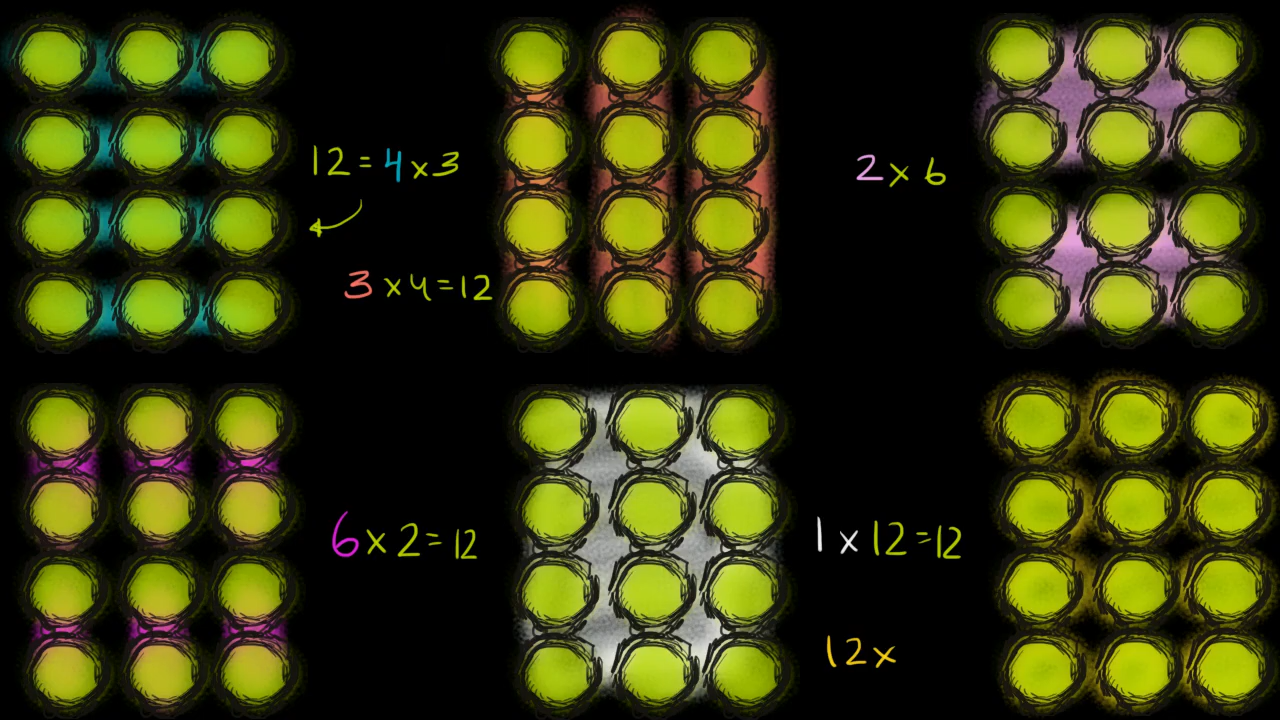 12 = 4 x 3
3 x 4 = 12
2 x 6
6 x 2 = 12
1 x 12 = 12
12 x